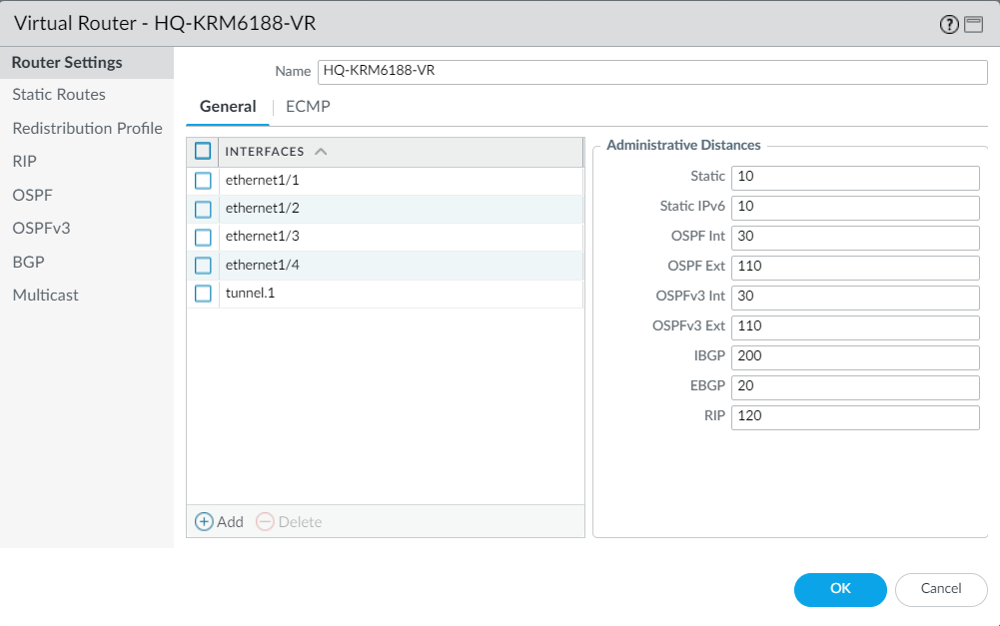 Virtual Router - HQ-KRM6188-VR
Router Settings
Static Routes
Redistribution Profile
RIP
OSPF
OSPFv3
BGP
Multicast
Name HQ-KRM6188-VR
General ECMP
INTERFACES
ethernet1/1
ethernet1/2
ethernet1/3
ethernet1/4
tunnel.1
Add Delete
Administrative Distances
Static 10
Static IPv6 10
OSPF Int 30
OSPF Ext 110
OSPFv3 Int 30
OSPFv3 Ext 110
IBGP 200
EBGP 20
RIP 120
OK Cancel